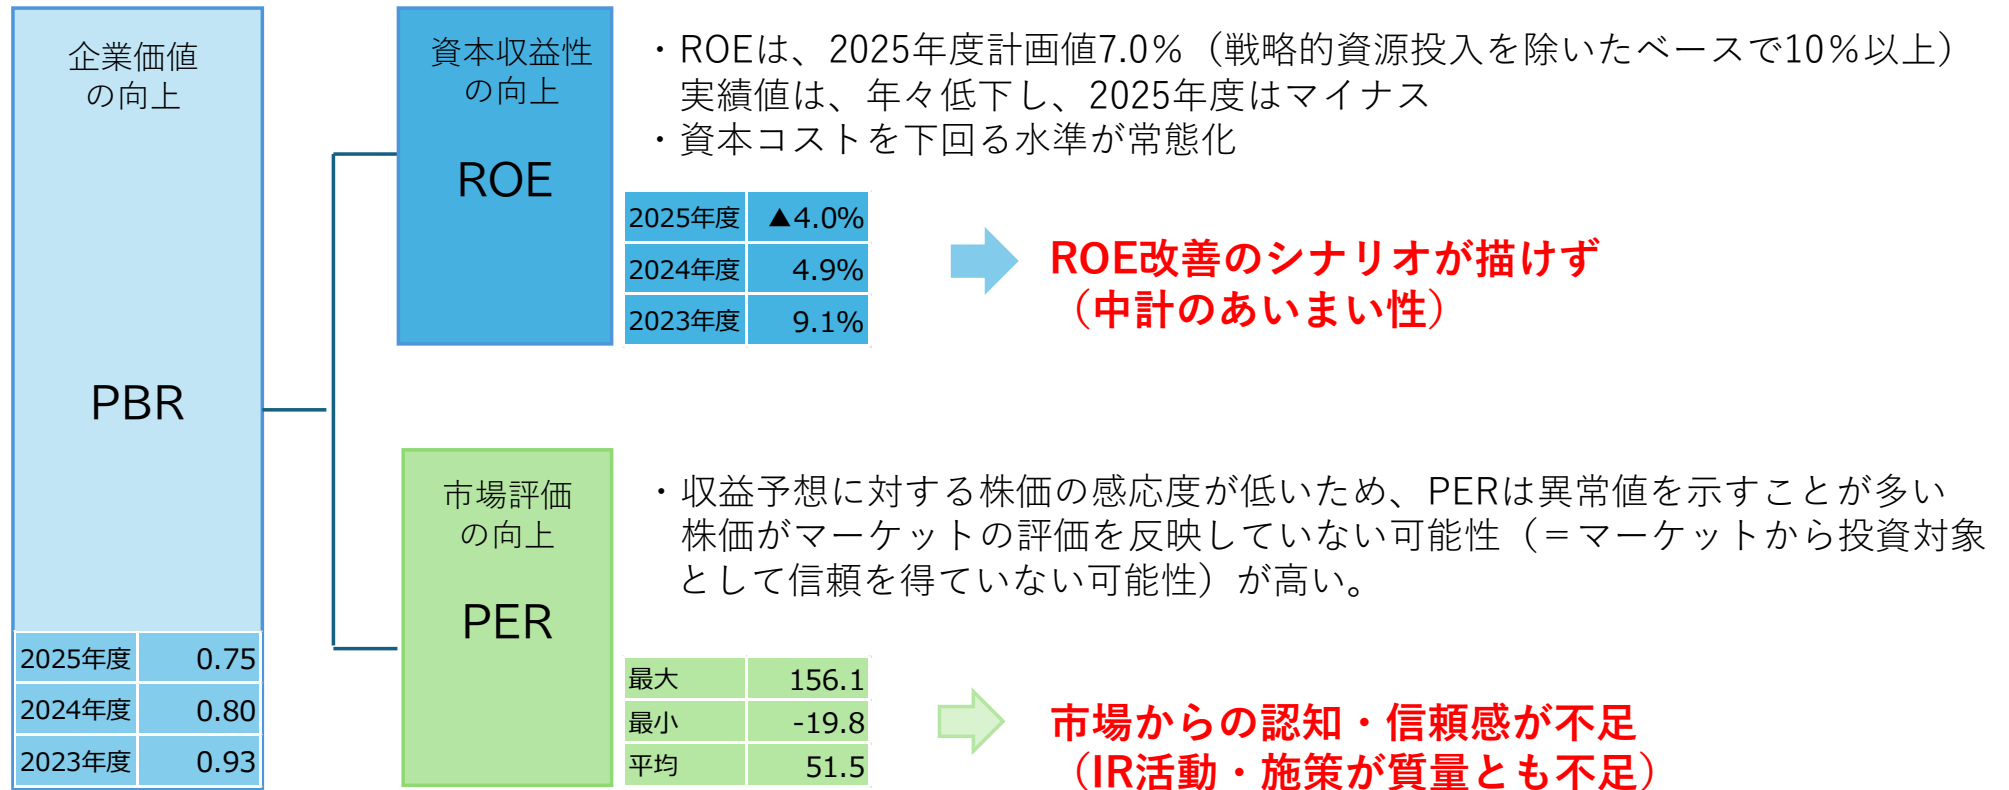 企業価値
の向上
PBR
2025年度 0.75
2024年度 0.80
2023年度 0.93
資本収益性
の向上
ROE
・ROEは、2025年度計画値7.0%（戦略的資源投入を除いたベースで10%以上）
実績値は、年々低下し、2025年度はマイナス
・資本コストを下回る水準が常態化
2025年度 ▲4.0%
2024年度 4.9%
2023年度 9.1%
ROE改善のシナリオが描けず
（中計のあいまい性）
市場評価
の向上
PER
・収益予想に対する株価の感応度が低いため、PERは異常値を示すことが多い
株価がマーケットの評価を反映していない可能性（＝マーケットから投資対象
として信頼を得ていない可能性）が高い。
最大 156.1
最小 -19.8
平均 51.5
市場からの認知・信頼感が不足
（IR活動・施策が質量とも不足）